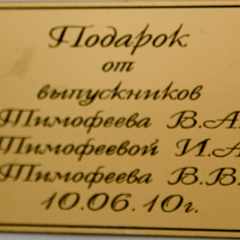 Подарок
от
выпускников
Тимофеева В.А.
Тимофеевой И.А.
Тимофеева В.В.
10.06.10г.